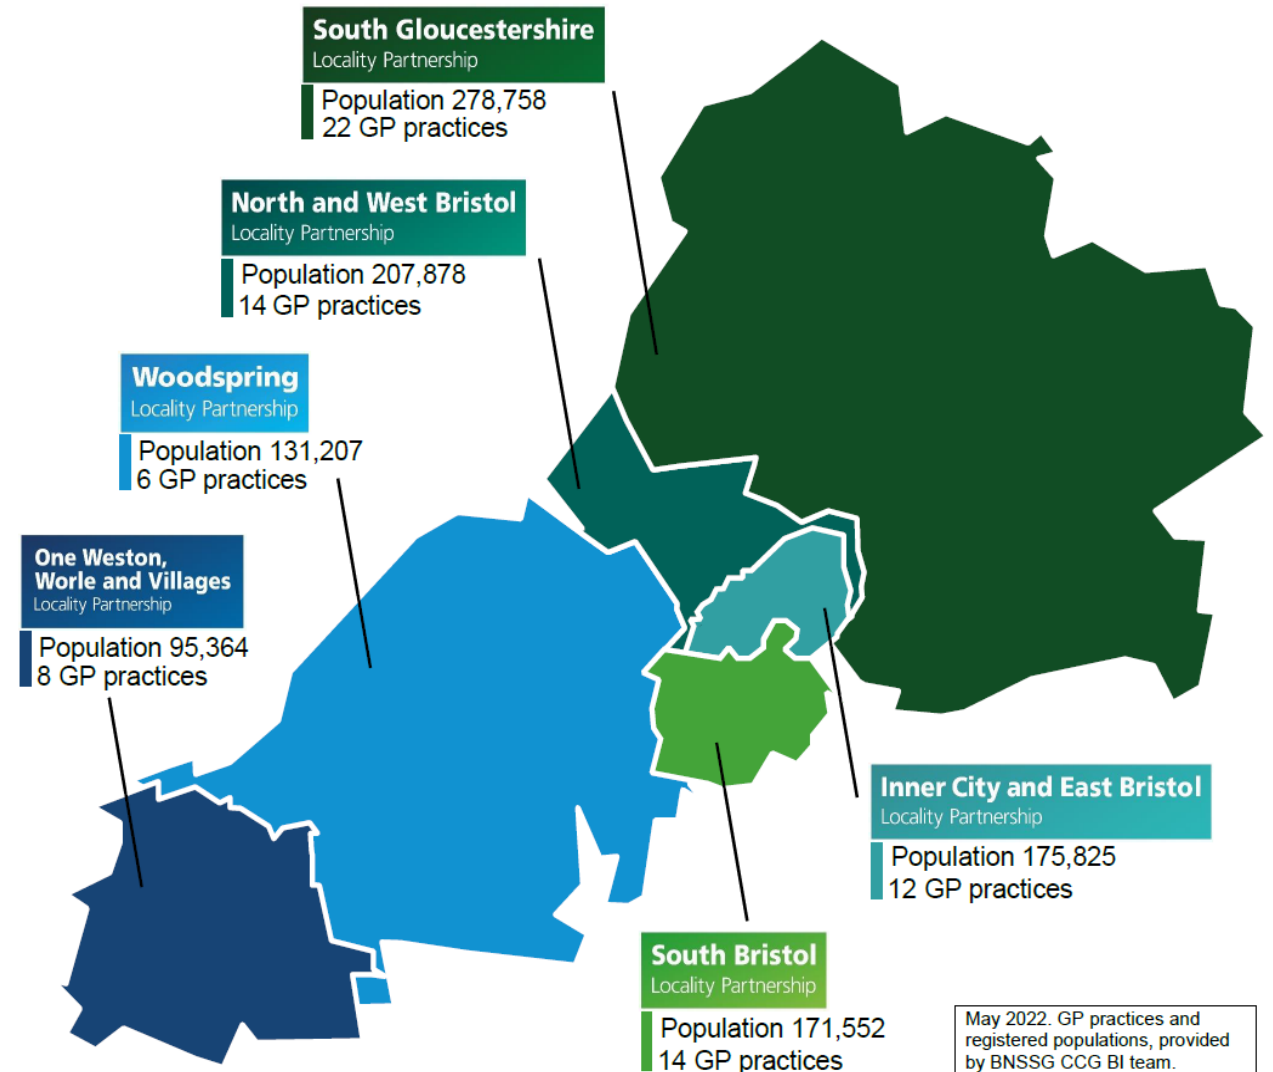 South Gloucestershire
Locality Partnership
Population 278,758
22 GP practices
North and West Bristol
Locality Partnership
Population 207,878
14 GP practices
Woodspring
Locality Partnership
Population 131,207
6 GP practices
One Weston,
Worle and Villages
Locality Partnership
Population 95,364
8 GP practices
Inner City and East Bristol
Locality Partnership
Population 175,825
12 GP practices
South Bristol
Locality Partnership
Population 171,552
14 GP practices
May 2022. GP practices and
registered populations, provided
by BNSSG CCG BI team.